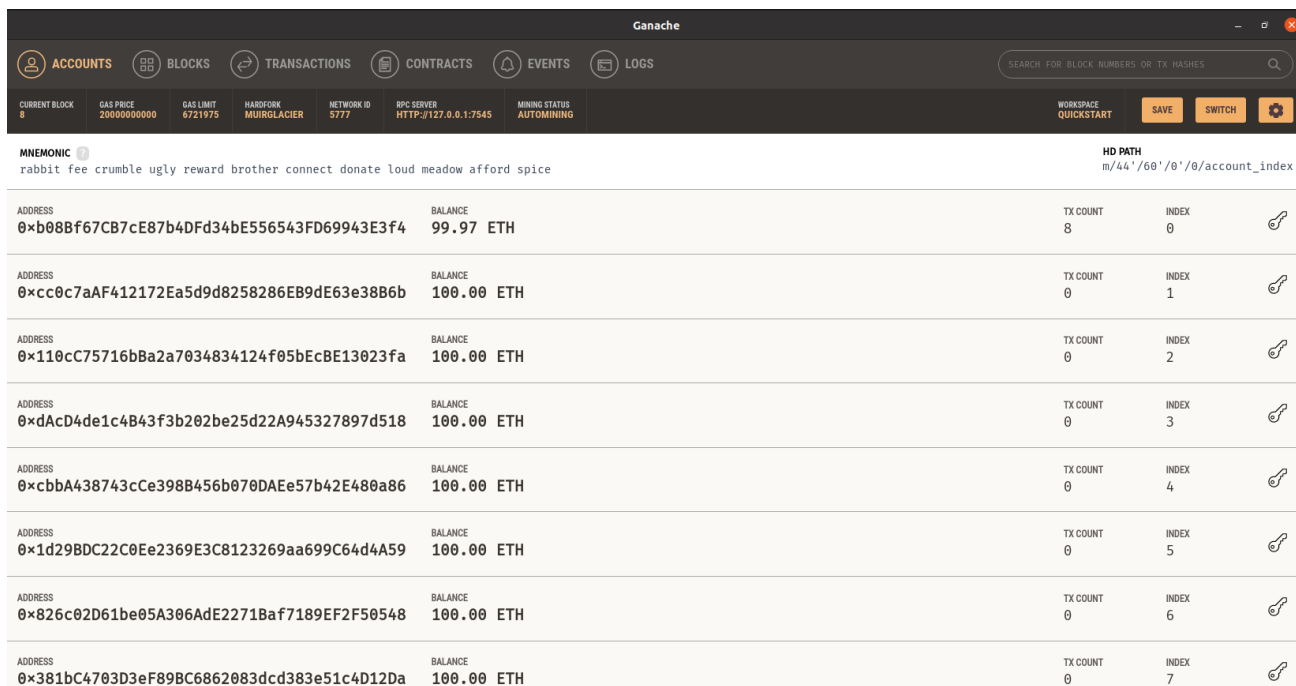 Ganache
ACCOUNTS BLOCKS TRANSACTIONS CONTRACTS EVENTS LOGS SEARCH FOR BLOCK NUMBERS OR TX HASHES
CURRENT BLOCK GAS PRICE GAS LIMIT HARDFORK NETWORK ID RPC SERVER MINING STATUS WORKSPACE
8 20000000000 6721975 MUIRGLACIER 5777 HTTP://127.0.0.1:7545 AUTOMINING QUICKSTART SAVE SWITCH
MNEMONIC ? HD PATH
rabbit fee crumble ugly reward brother connect donate loud meadow afford spice m/44'/60'/0'/0/account_index
ADDRESS BALANCE TX COUNT INDEX
0×b08Bf67CB7cE87b4DFd34bE556543FD69943E3f4 99.97 ETH 8 0
ADDRESS BALANCE TX COUNT INDEX
0×cc0c7aAF412172Ea5d9d8258286EB9dE63e38B6b 100.00 ETH 0 1
ADDRESS BALANCE TX COUNT INDEX
0×110cC75716bBa2a7034834124f05bEcBE13023fa 100.00 ETH 0 2
ADDRESS BALANCE TX COUNT INDEX
0×dAcD4de1c4B43f3b202be25d22A945327897d518 100.00 ETH 0 3
ADDRESS BALANCE TX COUNT INDEX
0×cbbA438743cCe398B456b070DAEe57b42E480a86 100.00 ETH 0 4
ADDRESS BALANCE TX COUNT INDEX
0×1d29BDC22C0Ee2369E3C8123269aa699C64d4A59 100.00 ETH 0 5
ADDRESS BALANCE TX COUNT INDEX
0×826c02D61be05A306AdE2271Baf7189EF2F50548 100.00 ETH 0 6
ADDRESS BALANCE TX COUNT INDEX
0×381bC4703D3eF89BC6862083dcd383e51c4D12Da 100.00 ETH 0 7